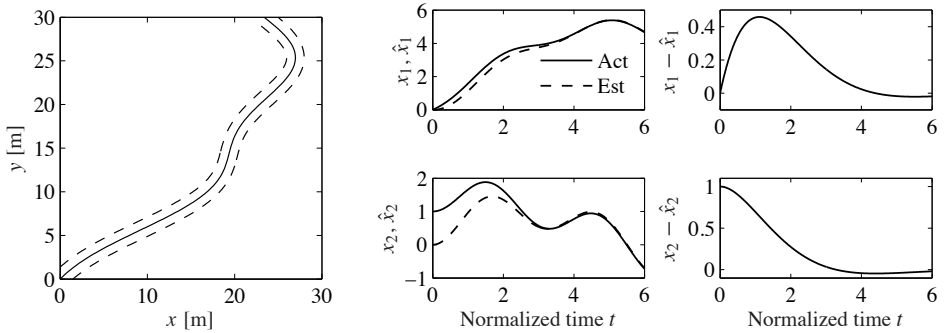 30
25
20
15
10
5
0
0 10 20 30
y [m]
x [m]
6
4
2
0
0 2 4 6
x₁, x̂₁
Act
Est
0.4
0.2
0
0 2 4 6
x₁ − x̂₁
2
1
0
−1
0 2 4 6
x₂, x̂₂
Normalized time t
1
0.5
0
0 2 4 6
x₂ − x̂₂
Normalized time t